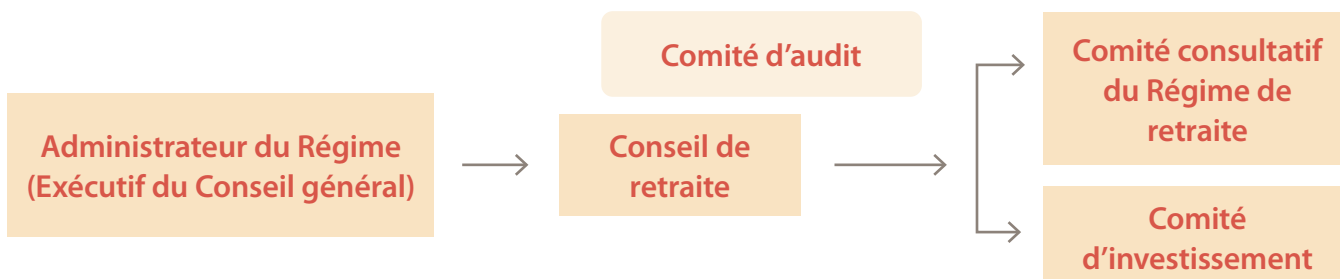 Administrateur du Régime
(Exécutif du Conseil général)
Comité d’audit
Conseil de
retraite
Comité consultatif
du Régime de
retraite
Comité
d’investissement